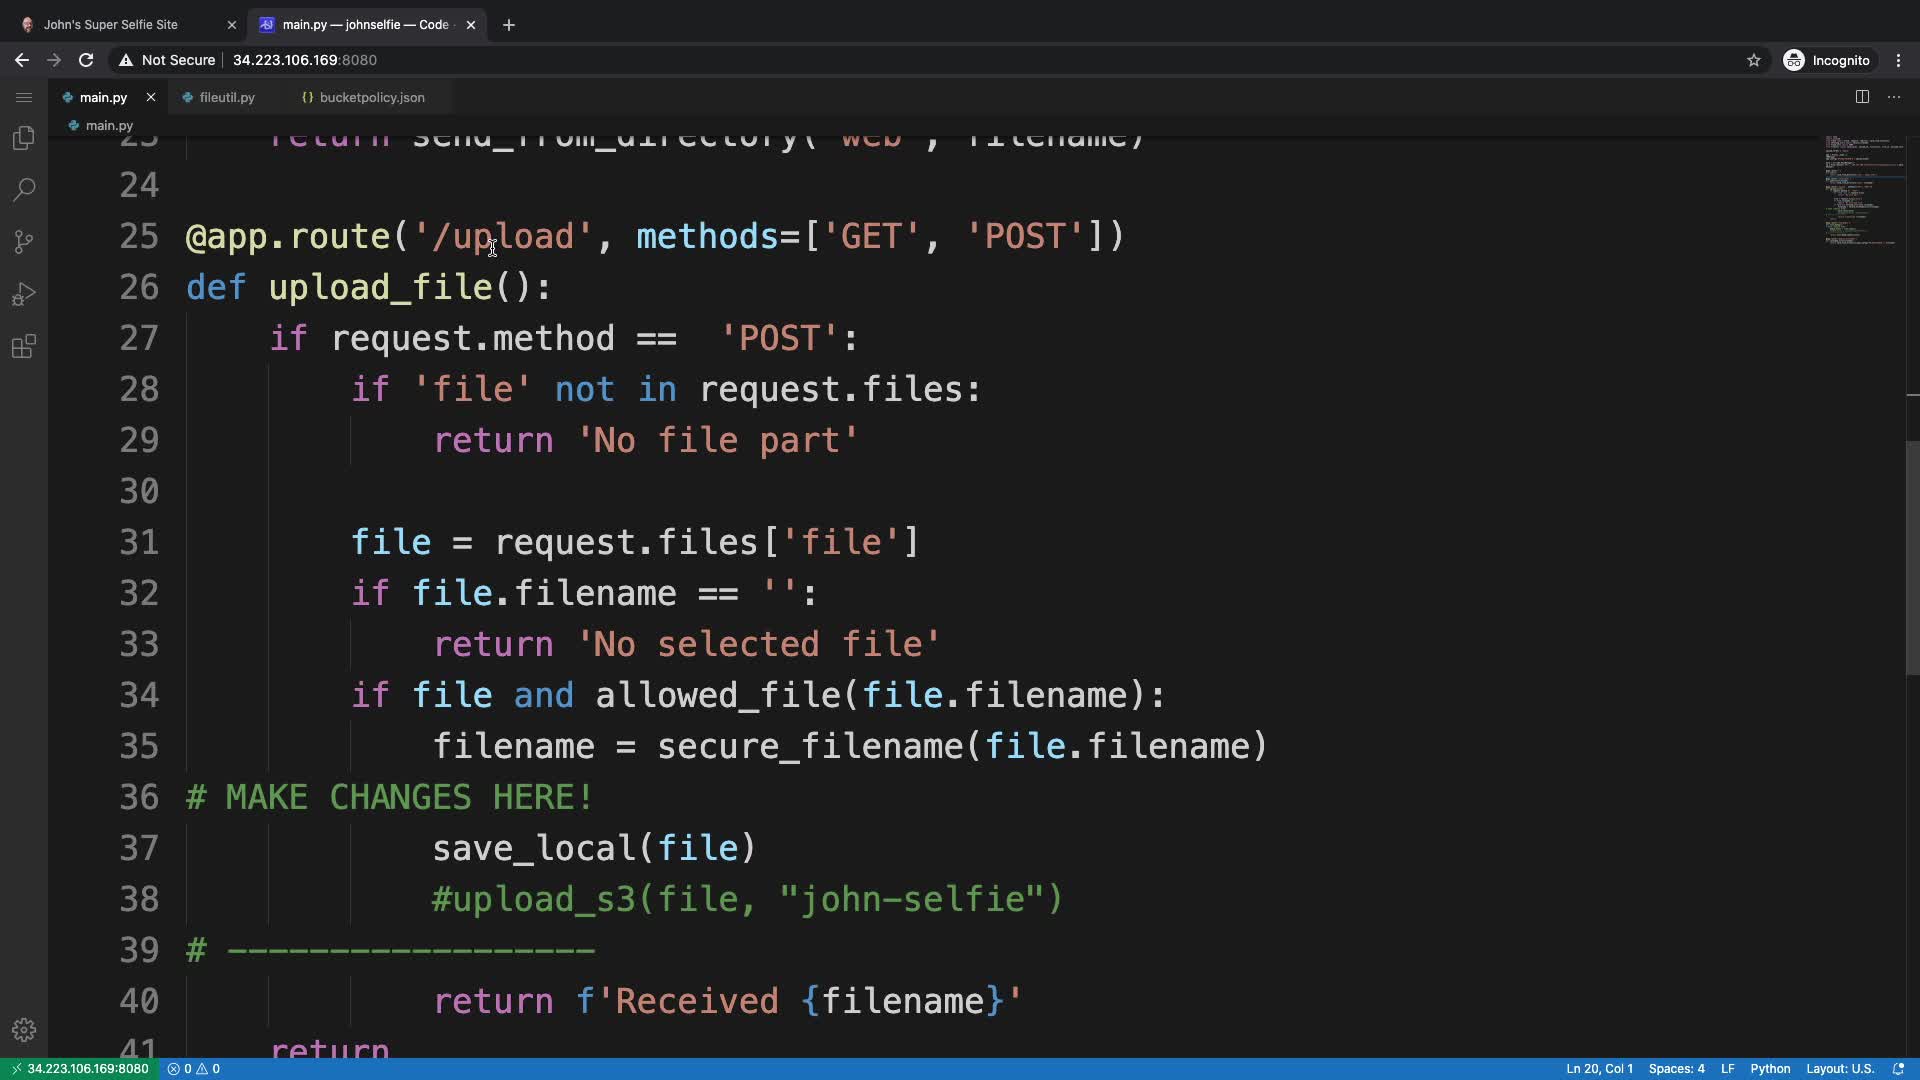 John's Super Selfie Site
main.py — johnselfie — Code -
Not Secure 34.223.106.169:8080
Incognito
main.py
fileutil.py
{} bucketpolicy.json
main.py
23 return send_from_directory('web', filename)
24
25 @app.route('/upload', methods=['GET', 'POST'])
26 def upload_file():
27 if request.method ==  'POST':
28 if 'file' not in request.files:
29 return 'No file part'
30
31 file = request.files['file']
32 if file.filename == '':
33 return 'No selected file'
34 if file and allowed_file(file.filename):
35 filename = secure_filename(file.filename)
36 # MAKE CHANGES HERE!
37 save_local(file)
38 #upload_s3(file, "john-selfie")
39 # ------------------
40 return f'Received {filename}'
41 return
34.223.106.169:8080 0 0 Ln 20, Col 1 Spaces: 4 LF Python Layout: U.S.